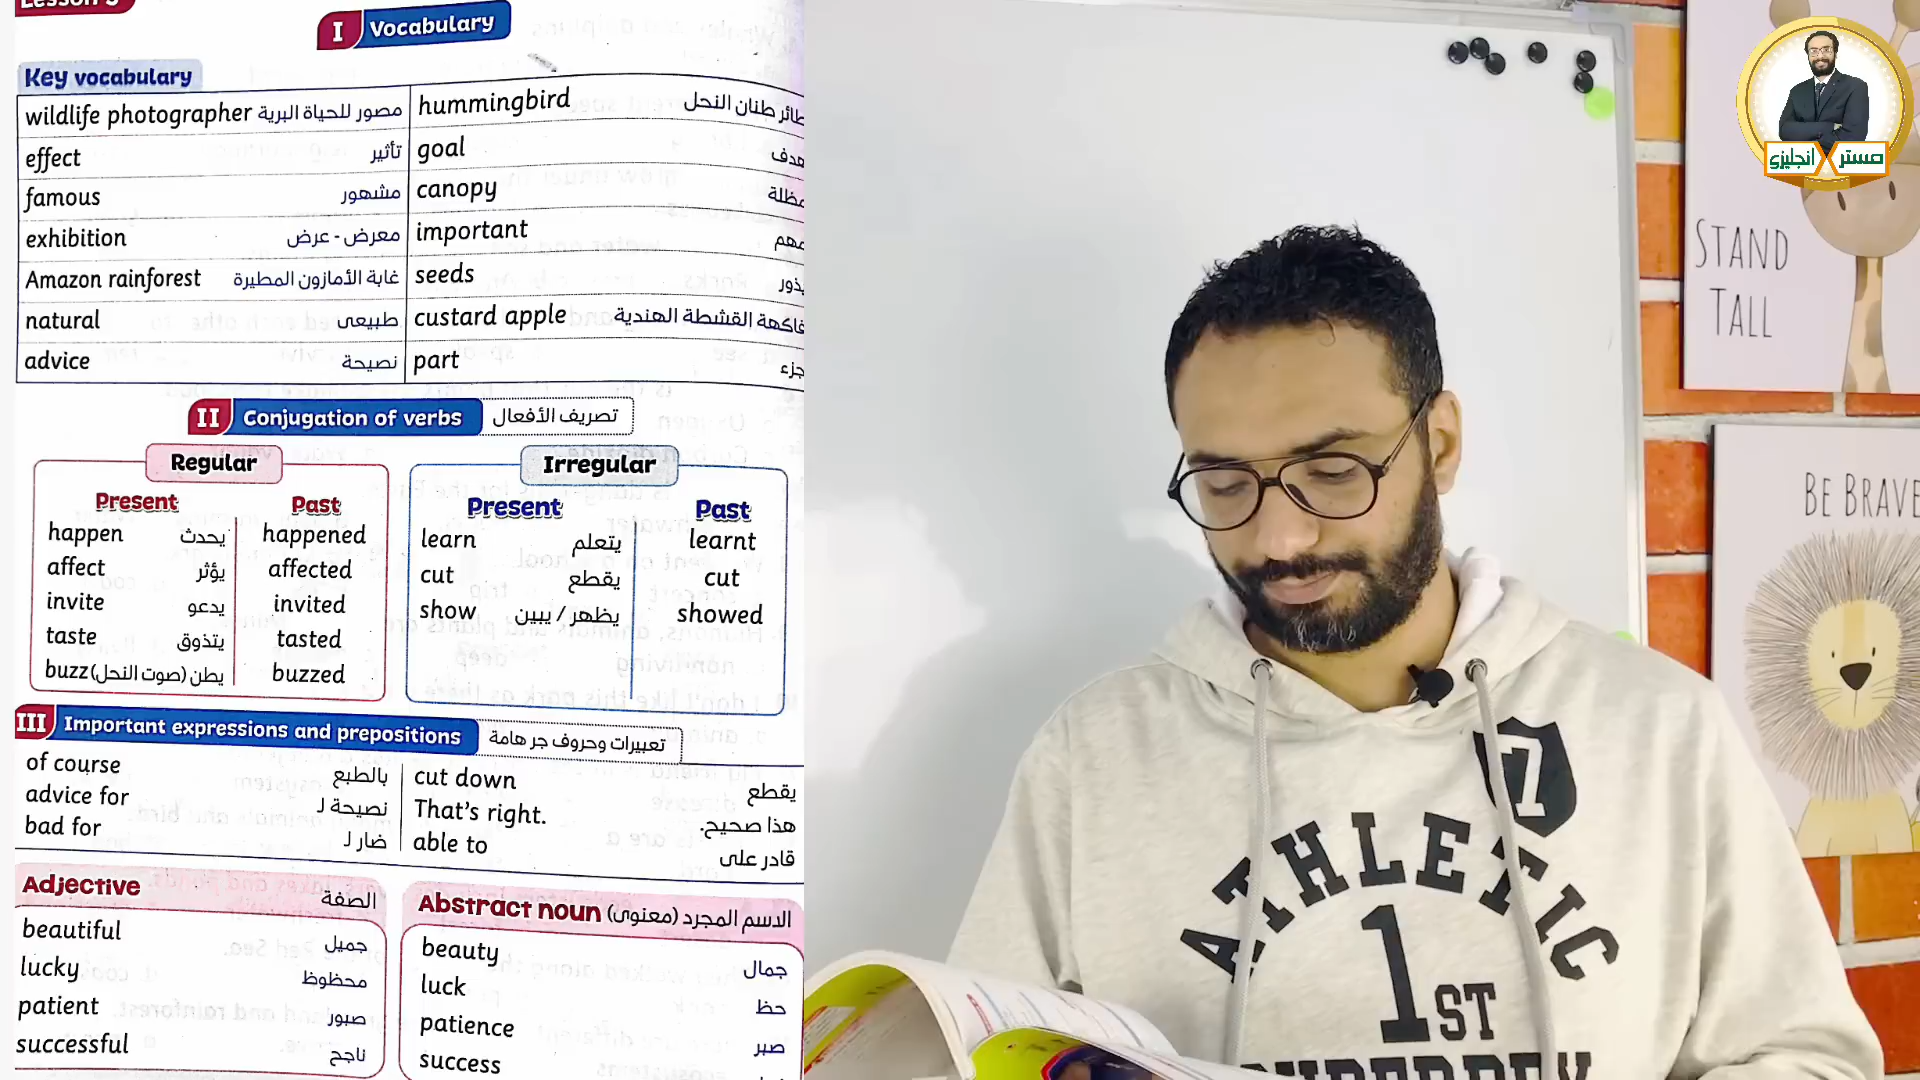 Lesson
I Vocabulary
Key vocabulary
wildlife photographer مصور للحياة البرية
hummingbird طائر طنان النحل
effect تأثير
goal هدف
famous مشهور
canopy مظلة
exhibition معرض - عرض
important مهم
Amazon rainforest غابة الأمازون المطيرة
seeds بذور
natural طبيعى
custard apple فاكهة القشطة الهندية
advice نصيحة
part جزء
II Conjugation of verbs تصريف الأفعال
Regular
Irregular
Present Past
Present Past
happen يحدث happened
learn يتعلم learnt
affect يؤثر affected
cut يقطع cut
invite يدعو invited
show يظهر / يبين showed
taste يتذوق tasted
buzz يطن (صوت النحل) buzzed
III Important expressions and prepositions تعبيرات وحروف جر هامة
of course بالطبع
cut down يقطع
advice for نصيحة لـ
That's right. هذا صحيح.
bad for ضار لـ
able to قادر على
Adjective الصفة
Abstract noun الاسم المجرد (معنوى)
beautiful جميل
beauty جمال
lucky محظوظ
luck حظ
patient صبور
patience صبر
successful ناجح
success
مستر X انجليزي
STAND
TALL
BE BRAVE
7
ATHLETIC
1ST